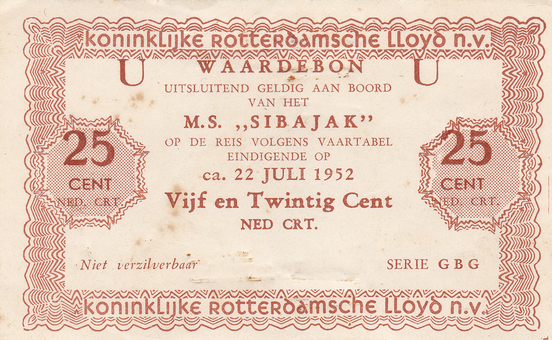 koninklijke rotterdamsche lloyd n.v.
U WAARDEBON U
UITSLUITEND GELDIG AAN BOORD
VAN HET
M.S. „SIBAJAK”
OP DE REIS VOLGENS VAARTABEL
EINDIGENDE OP
ca. 22 JULI 1952
Vijf en Twintig Cent
NED CRT.
25
CENT
NED. CRT.
25
CENT
NED. CRT.
Niet verzilverbaar
SERIE GBG
koninklijke rotterdamsche lloyd n.v.